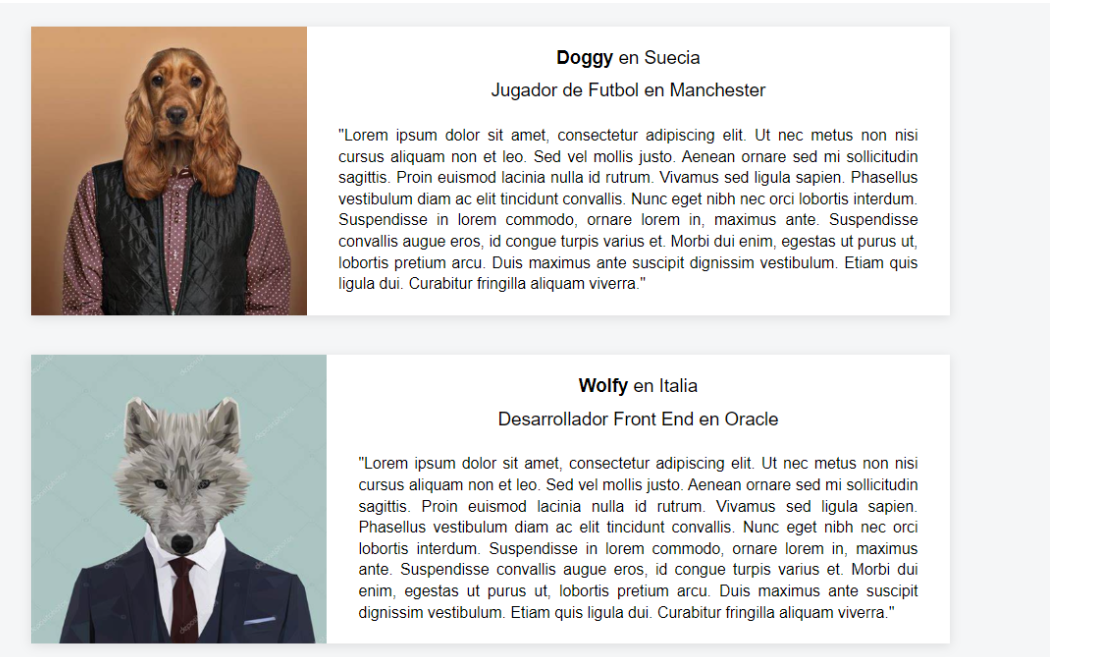 Doggy en Suecia
Jugador de Futbol en Manchester
"Lorem ipsum dolor sit amet, consectetur adipiscing elit. Ut nec metus non nisi
cursus aliquam non et leo. Sed vel mollis justo. Aenean ornare sed mi sollicitudin
sagittis. Proin euismod lacinia nulla id rutrum. Vivamus sed ligula sapien. Phasellus
vestibulum diam ac elit tincidunt convallis. Nunc eget nibh nec orci lobortis interdum.
Suspendisse in lorem commodo, ornare lorem in, maximus ante. Suspendisse
convallis augue eros, id congue turpis varius et. Morbi dui enim, egestas ut purus ut,
lobortis pretium arcu. Duis maximus ante suscipit dignissim vestibulum. Etiam quis
ligula dui. Curabitur fringilla aliquam viverra."
Wolfy en Italia
Desarrollador Front End en Oracle
"Lorem ipsum dolor sit amet, consectetur adipiscing elit. Ut nec metus non nisi
cursus aliquam non et leo. Sed vel mollis justo. Aenean ornare sed mi sollicitudin
sagittis. Proin euismod lacinia nulla id rutrum. Vivamus sed ligula sapien.
Phasellus vestibulum diam ac elit tincidunt convallis. Nunc eget nibh nec orci
lobortis interdum. Suspendisse in lorem commodo, ornare lorem in, maximus
ante. Suspendisse convallis augue eros, id congue turpis varius et. Morbi dui
enim, egestas ut purus ut, lobortis pretium arcu. Duis maximus ante suscipit
dignissim vestibulum. Etiam quis ligula dui. Curabitur fringilla aliquam viverra."